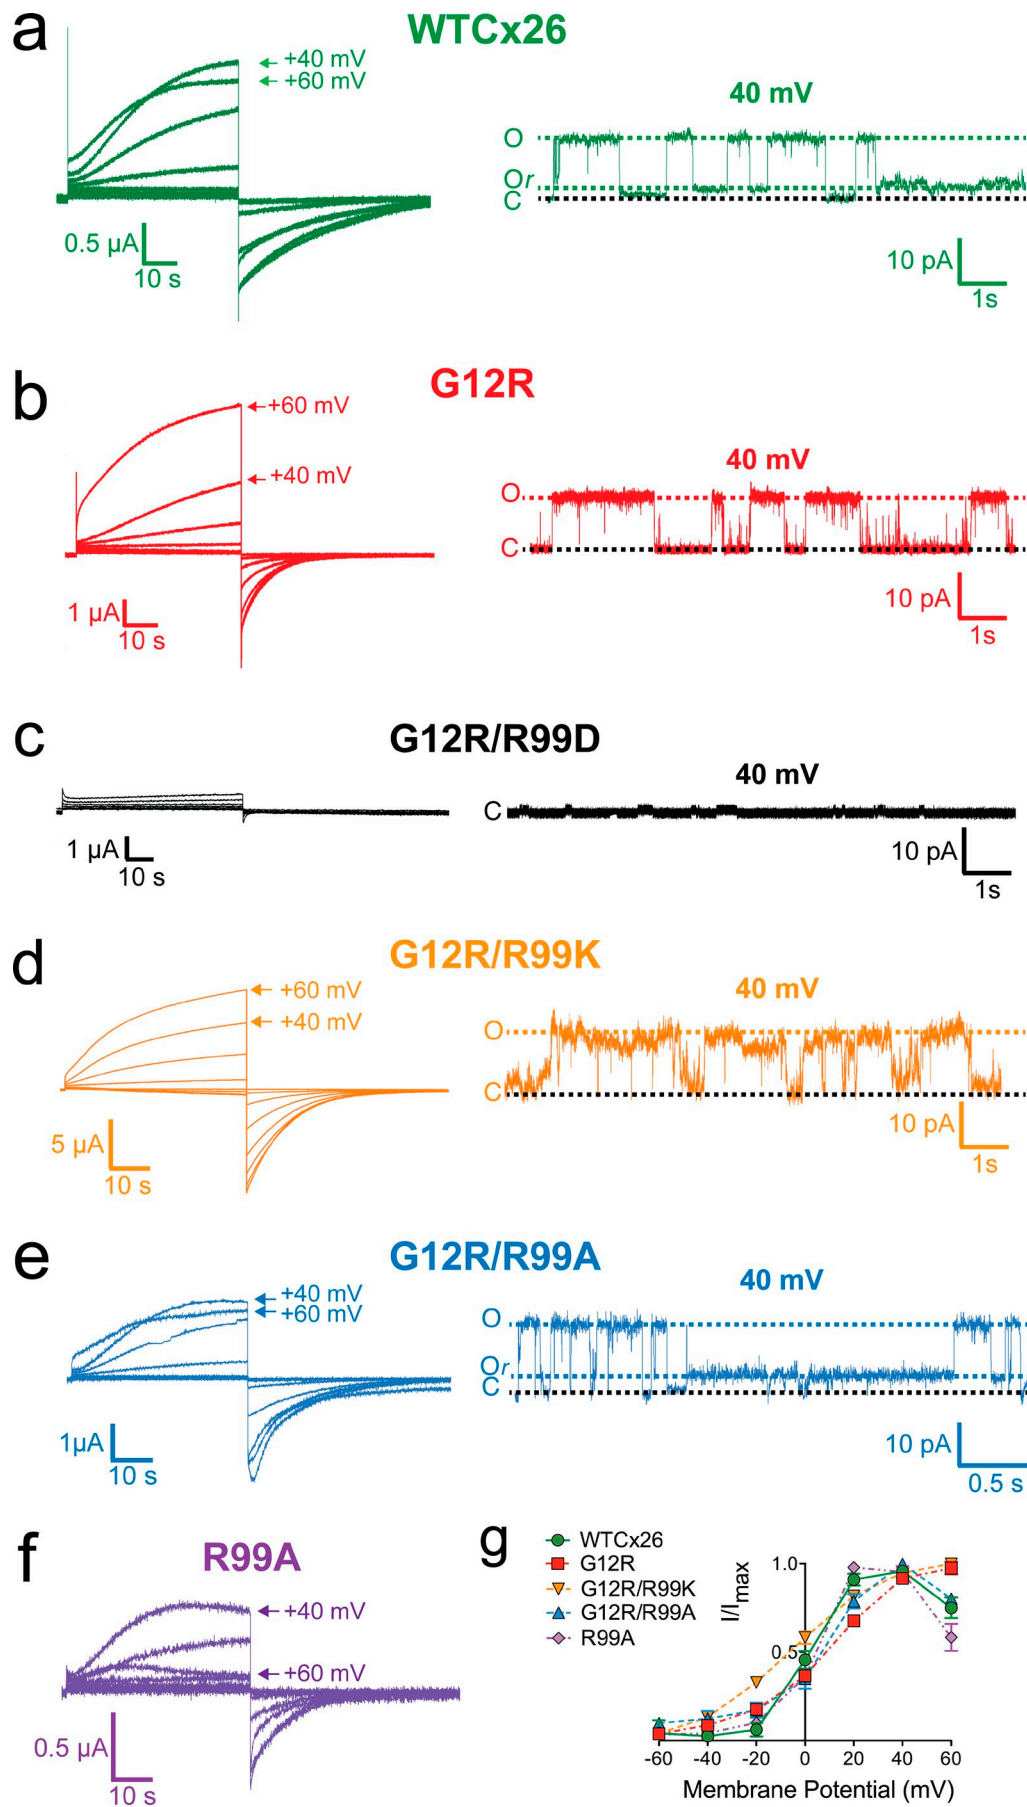 a
WTCx26
+40 mV
+60 mV
0.5 µA
10 s
40 mV
O
Or
C
10 pA
1s
b
G12R
+60 mV
+40 mV
1 µA
10 s
40 mV
O
C
10 pA
1s
c
G12R/R99D
1 µA
10 s
40 mV
C
10 pA
1s
d
G12R/R99K
+60 mV
+40 mV
5 µA
10 s
40 mV
O
C
10 pA
1s
e
G12R/R99A
+40 mV
+60 mV
1µA
10 s
40 mV
O
Or
C
10 pA
0.5 s
f
R99A
+40 mV
+60 mV
0.5 µA
10 s
g
WTCx26
G12R
G12R/R99K
G12R/R99A
R99A
I/Imax
1.0
0.5
-60 -40 -20 0 20 40 60
Membrane Potential (mV)